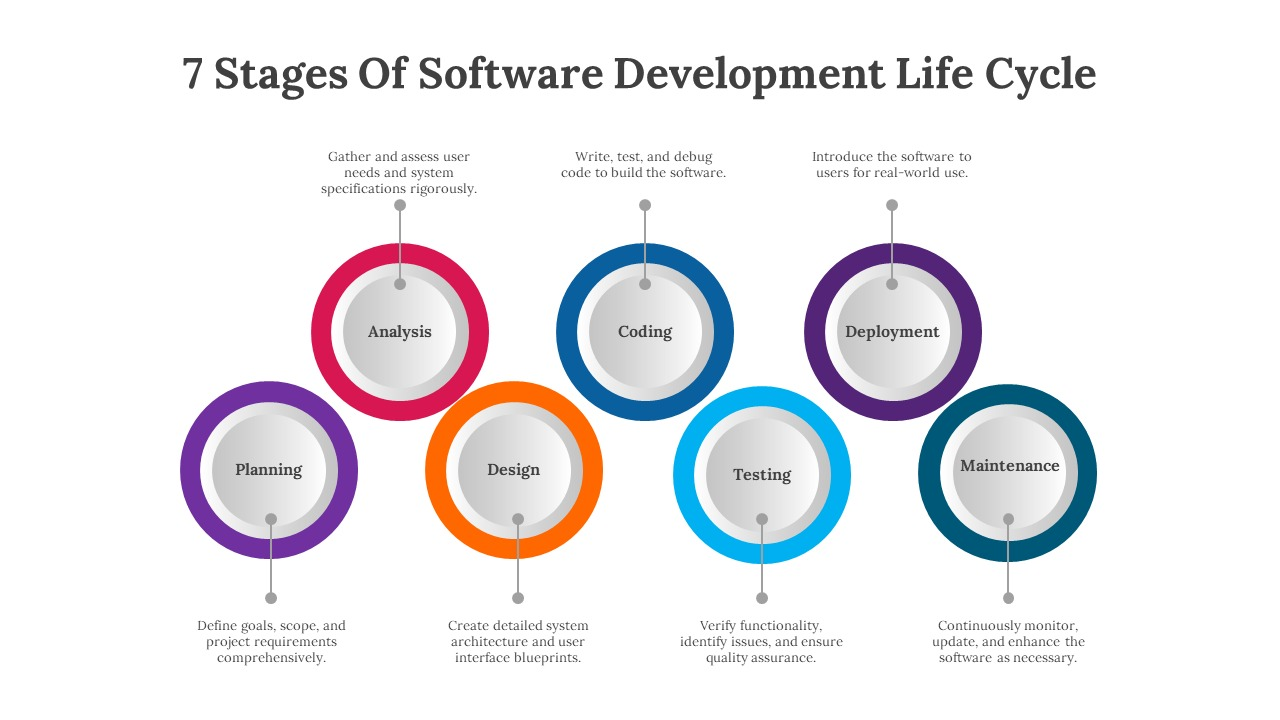 7 Stages Of Software Development Life Cycle
Gather and assess user
needs and system
specifications rigorously.
Write, test, and debug
code to build the software.
Introduce the software to
users for real-world use.
Analysis
Coding
Deployment
Planning
Design
Testing
Maintenance
Define goals, scope, and
project requirements
comprehensively.
Create detailed system
architecture and user
interface blueprints.
Verify functionality,
identify issues, and ensure
quality assurance.
Continuously monitor,
update, and enhance the
software as necessary.